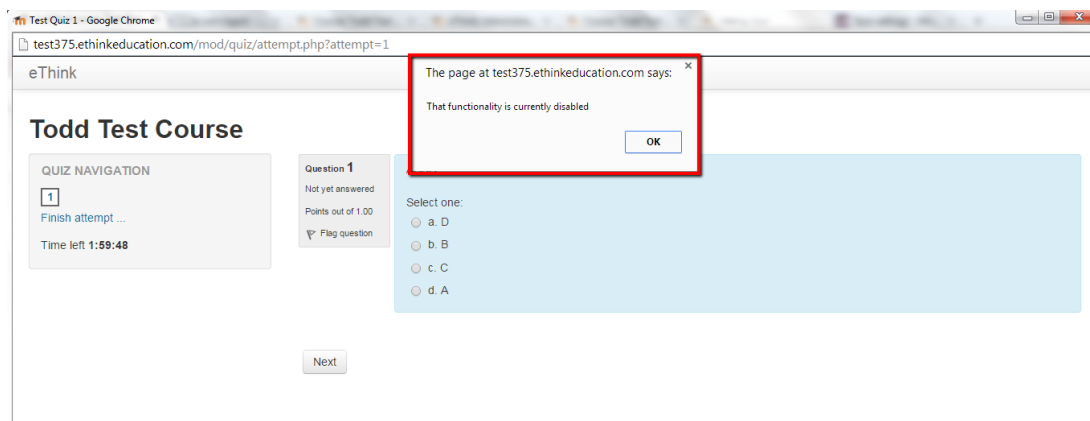 Test Quiz 1 - Google Chrome
test375.ethinkeducation.com/mod/quiz/attempt.php?attempt=1
eThink
The page at test375.ethinkeducation.com says:
That functionality is currently disabled
OK
Todd Test Course
QUIZ NAVIGATION
1
Finish attempt ...
Time left 1:59:48
Question 1
Not yet answered
Points out of 1.00
Flag question
Select one:
a. D
b. B
c. C
d. A
Next